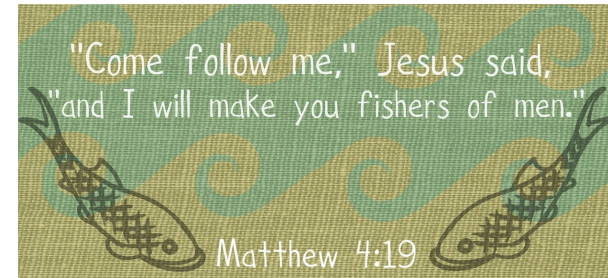 "Come follow me," Jesus said,
"and I will make you fishers of men."
Matthew 4:19